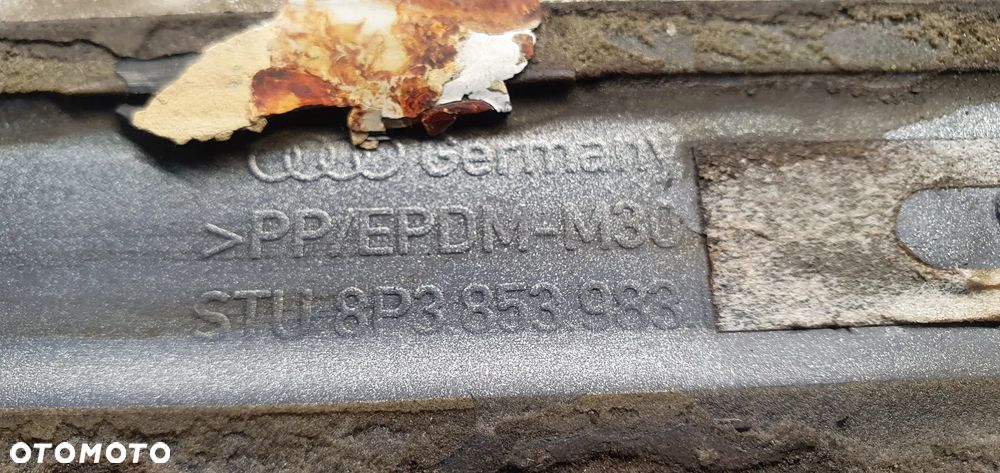 Germany
>PP/EPDM-M30
STU 8P3 853 983
OTOMOTO